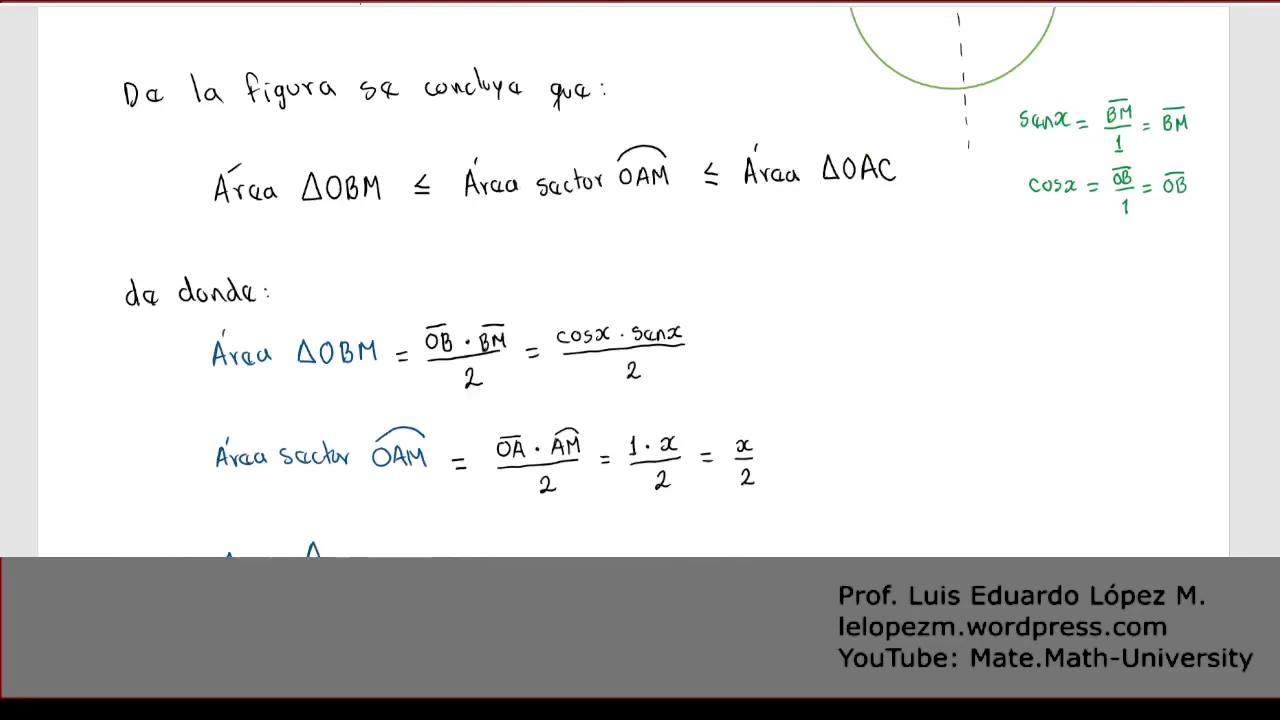 De la figura se concluye que:
senx = BM/1 = BM
Área ΔOBM ≤ Área sector OAM ≤ Área ΔOAC
cosx = OB/1 = OB
de donde:
Área ΔOBM = OB · BM / 2 = cosx · senx / 2
Área sector OAM = OA · AM / 2 = 1 · x / 2 = x / 2
Prof. Luis Eduardo López M.
lelopezm.wordpress.com
YouTube: Mate.Math-University